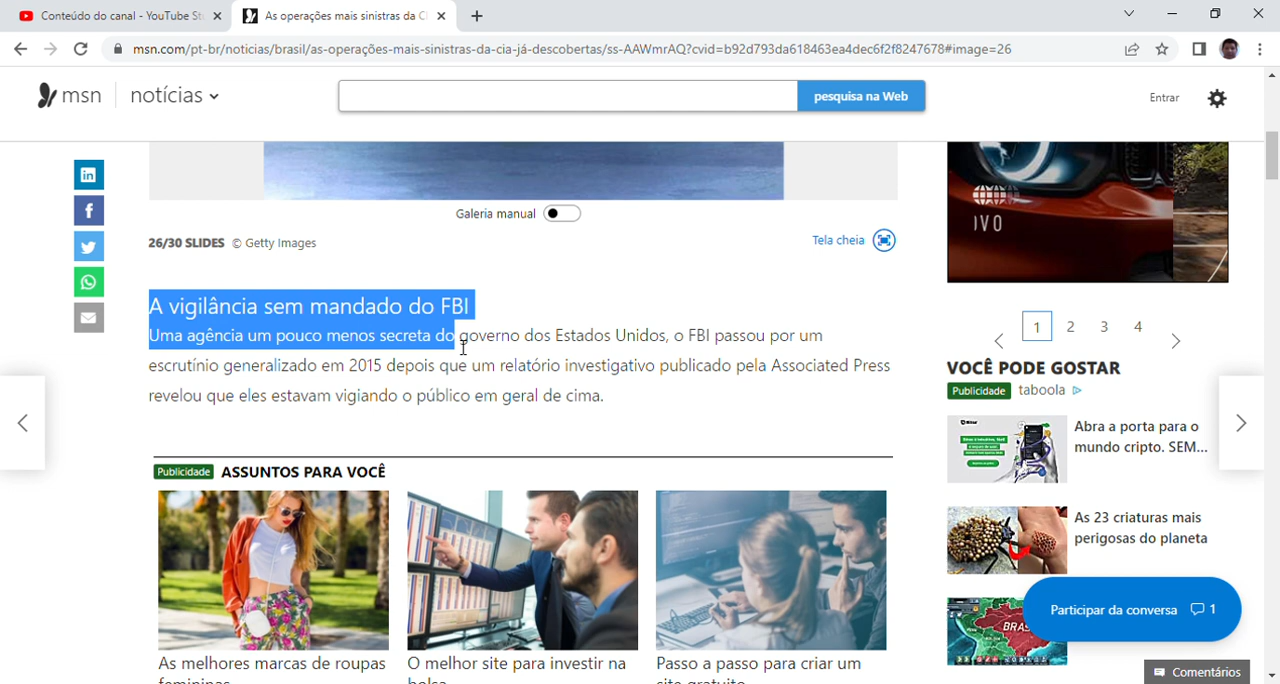 Conteúdo do canal - YouTube St
As operações mais sinistras da C
msn.com/pt-br/noticias/brasil/as-operações-mais-sinistras-da-cia-já-descobertas/ss-AAWmrAQ?cvid=b92d793da618463ea4dec6f2f8247678#image=26
msn notícias
pesquisa na Web
Entrar
Galeria manual
26/30 SLIDES © Getty Images
Tela cheia
A vigilância sem mandado do FBI
Uma agência um pouco menos secreta do governo dos Estados Unidos, o FBI passou por um
escrutínio generalizado em 2015 depois que um relatório investigativo publicado pela Associated Press
revelou que eles estavam vigiando o público em geral de cima.
Publicidade ASSUNTOS PARA VOCÊ
As melhores marcas de roupas
femininas
O melhor site para investir na
bolsa
Passo a passo para criar um
site gratuito
OVO
1 2 3 4
VOCÊ PODE GOSTAR
Publicidade taboola
Abra a porta para o
mundo cripto. SEM...
As 23 criaturas mais
perigosas do planeta
BRAS
Participar da conversa 1
Comentários